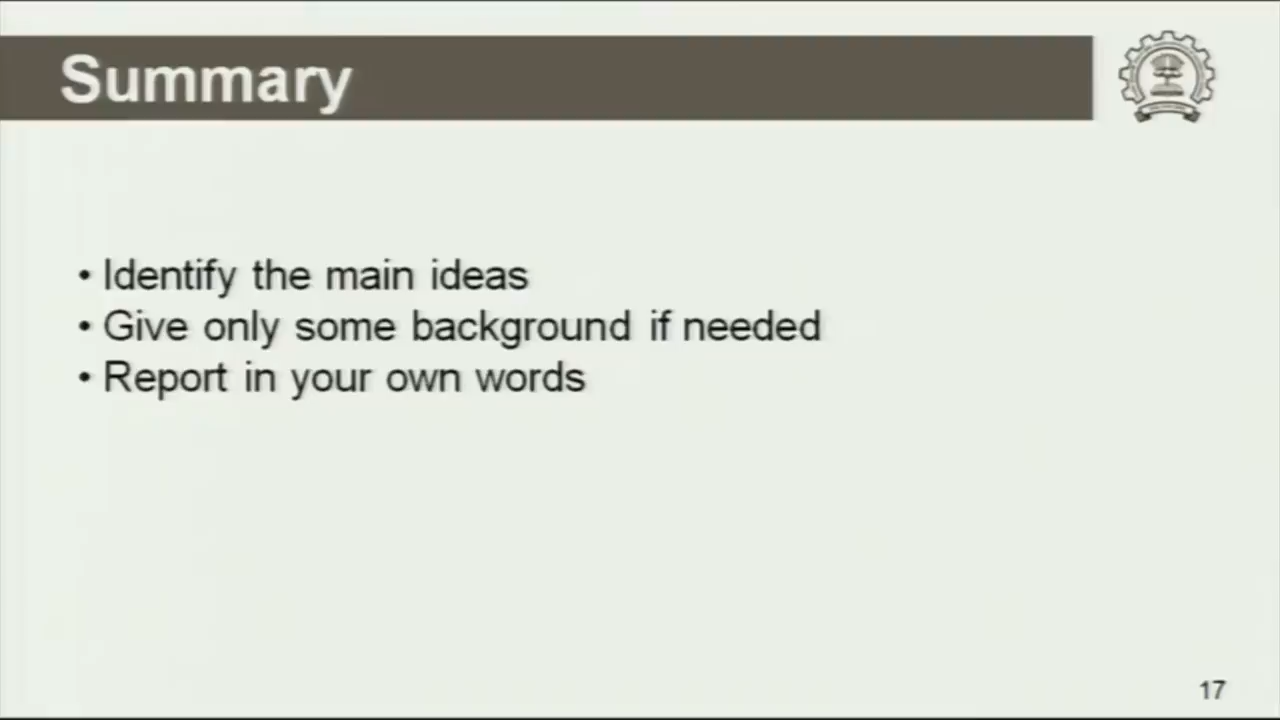 Summary
• Identify the main ideas
• Give only some background if needed
• Report in your own words
17